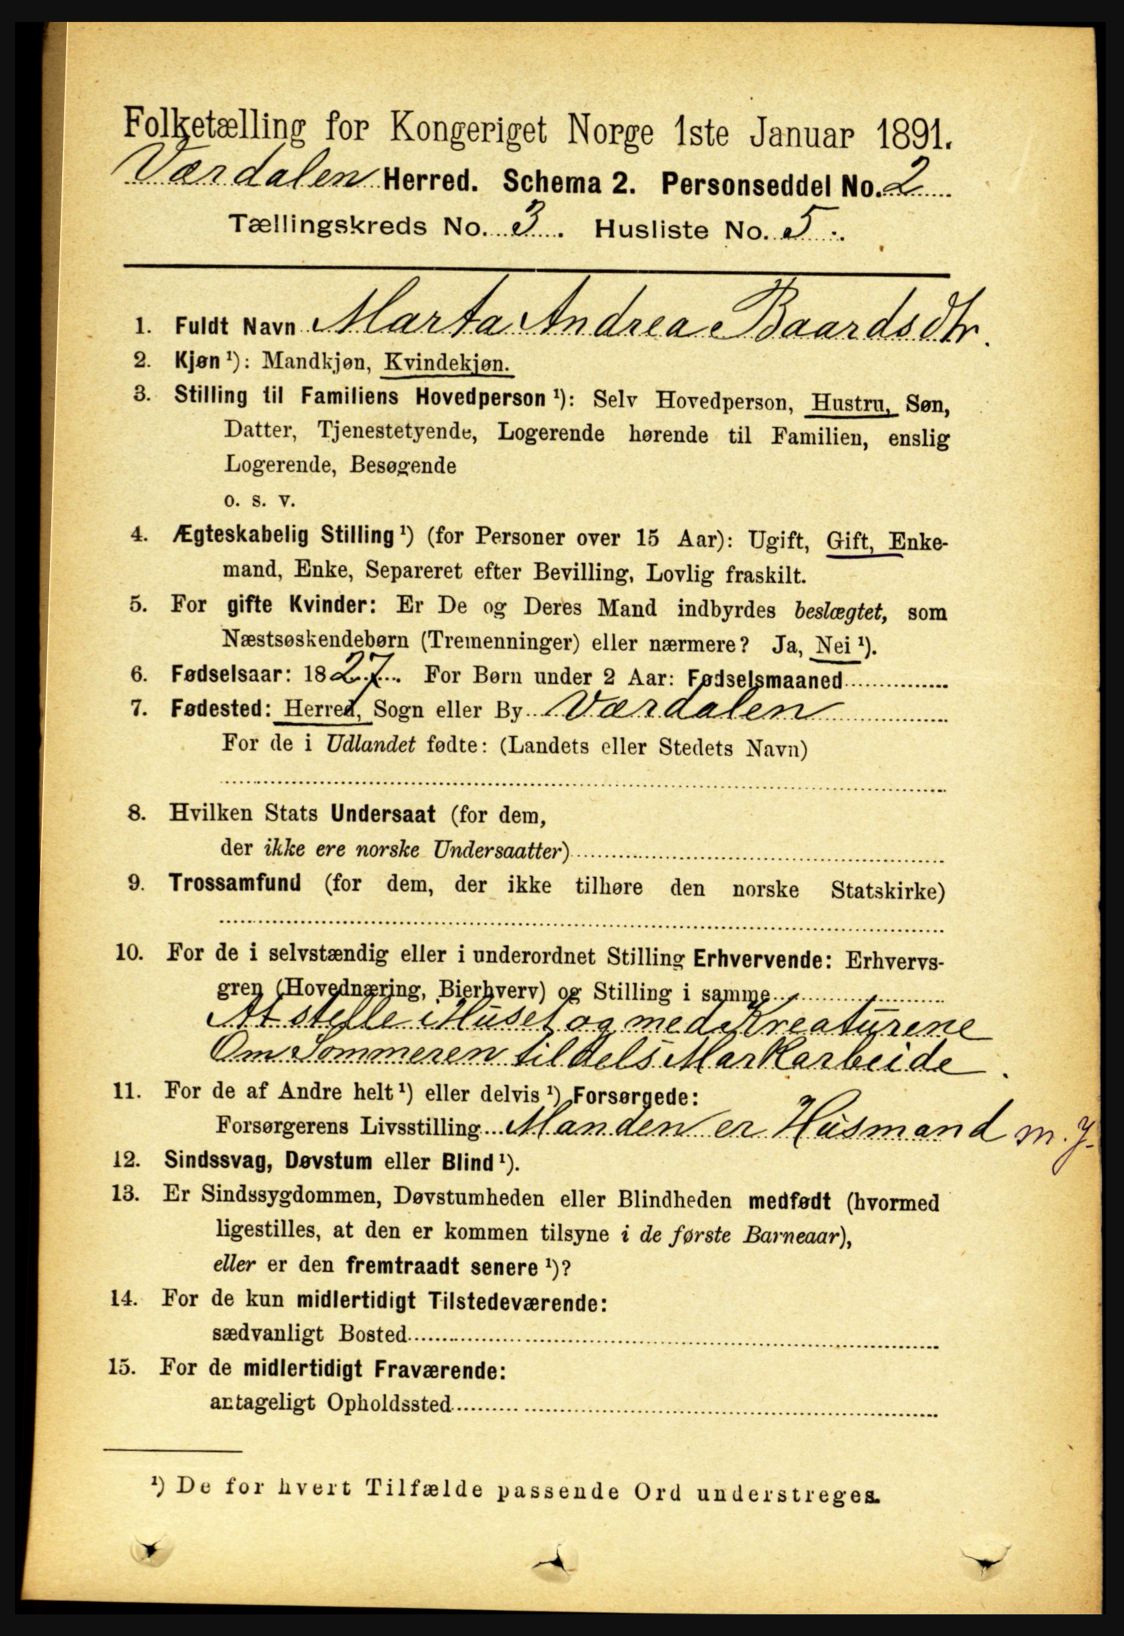 Folketælling for Kongeriget Norge 1ste Januar 1891.
Værdalen Herred. Schema 2. Personseddel No. 2
Tællingskreds No. 3. Husliste No. 5.
1. Fuldt Navn Marta Andrea Baardsdtr.
2. Kjøn ¹): Mandkjøn, Kvindekjøn.
3. Stilling til Familiens Hovedperson ¹): Selv Hovedperson, Hustru, Søn,
Datter, Tjenestetyende, Logerende hørende til Familien, enslig
Logerende, Besøgende
o. s. v.
4. Ægteskabelig Stilling ¹) (for Personer over 15 Aar): Ugift, Gift, Enke-
mand, Enke, Separeret efter Bevilling, Lovlig fraskilt.
5. For gifte Kvinder: Er De og Deres Mand indbyrdes beslægtet, som
Næstsøskendebørn (Tremenninger) eller nærmere? Ja, Nei ¹).
6. Fødselsaar: 1827. For Børn under 2 Aar: Fødselsmaaned
7. Fødested: Herred, Sogn eller By Værdalen
For de i Udlandet fødte: (Landets eller Stedets Navn)
8. Hvilken Stats Undersaat (for dem,
der ikke ere norske Undersaatter)
9. Trossamfund (for dem, der ikke tilhøre den norske Statskirke)
10. For de i selvstændig eller i underordnet Stilling Erhvervende: Erhvervs-
gren (Hovednæring, Bierhverv) og Stilling i samme
At stelle Huset og med Kreaturene
Om Sommeren tildels Markarbeide.
11. For de af Andre helt ¹) eller delvis ¹) Forsørgede:
Forsørgerens Livsstilling Manden er Husmand m. J.
12. Sindssvag, Døvstum eller Blind ¹).
13. Er Sindssygdommen, Døvstumheden eller Blindheden medfødt (hvormed
ligestilles, at den er kommen tilsyne i de første Barneaar),
eller er den fremtraadt senere ¹)?
14. For de kun midlertidigt Tilstedeværende:
sædvanligt Bosted
15. For de midlertidigt Fraværende:
antageligt Opholdssted
¹) De for hvert Tilfælde passende Ord understreges.